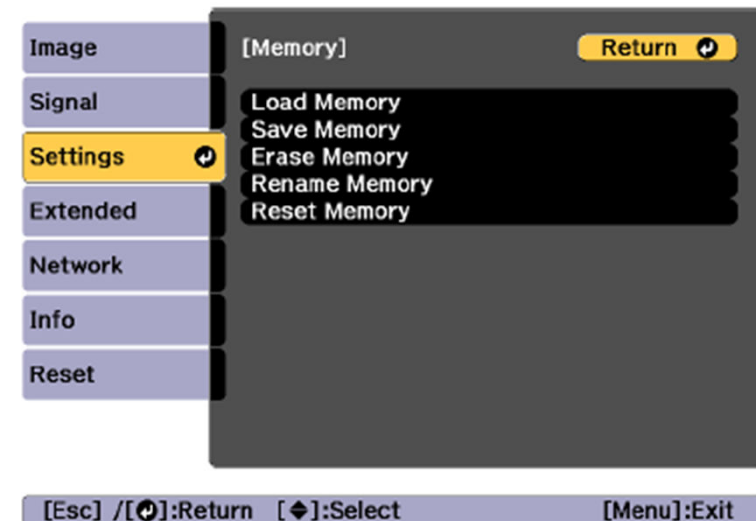 Image
Signal
Settings
Extended
Network
Info
Reset
[Memory]
Return
Load Memory
Save Memory
Erase Memory
Rename Memory
Reset Memory
[Esc] /[⏎]:Return [◆]:Select [Menu]:Exit